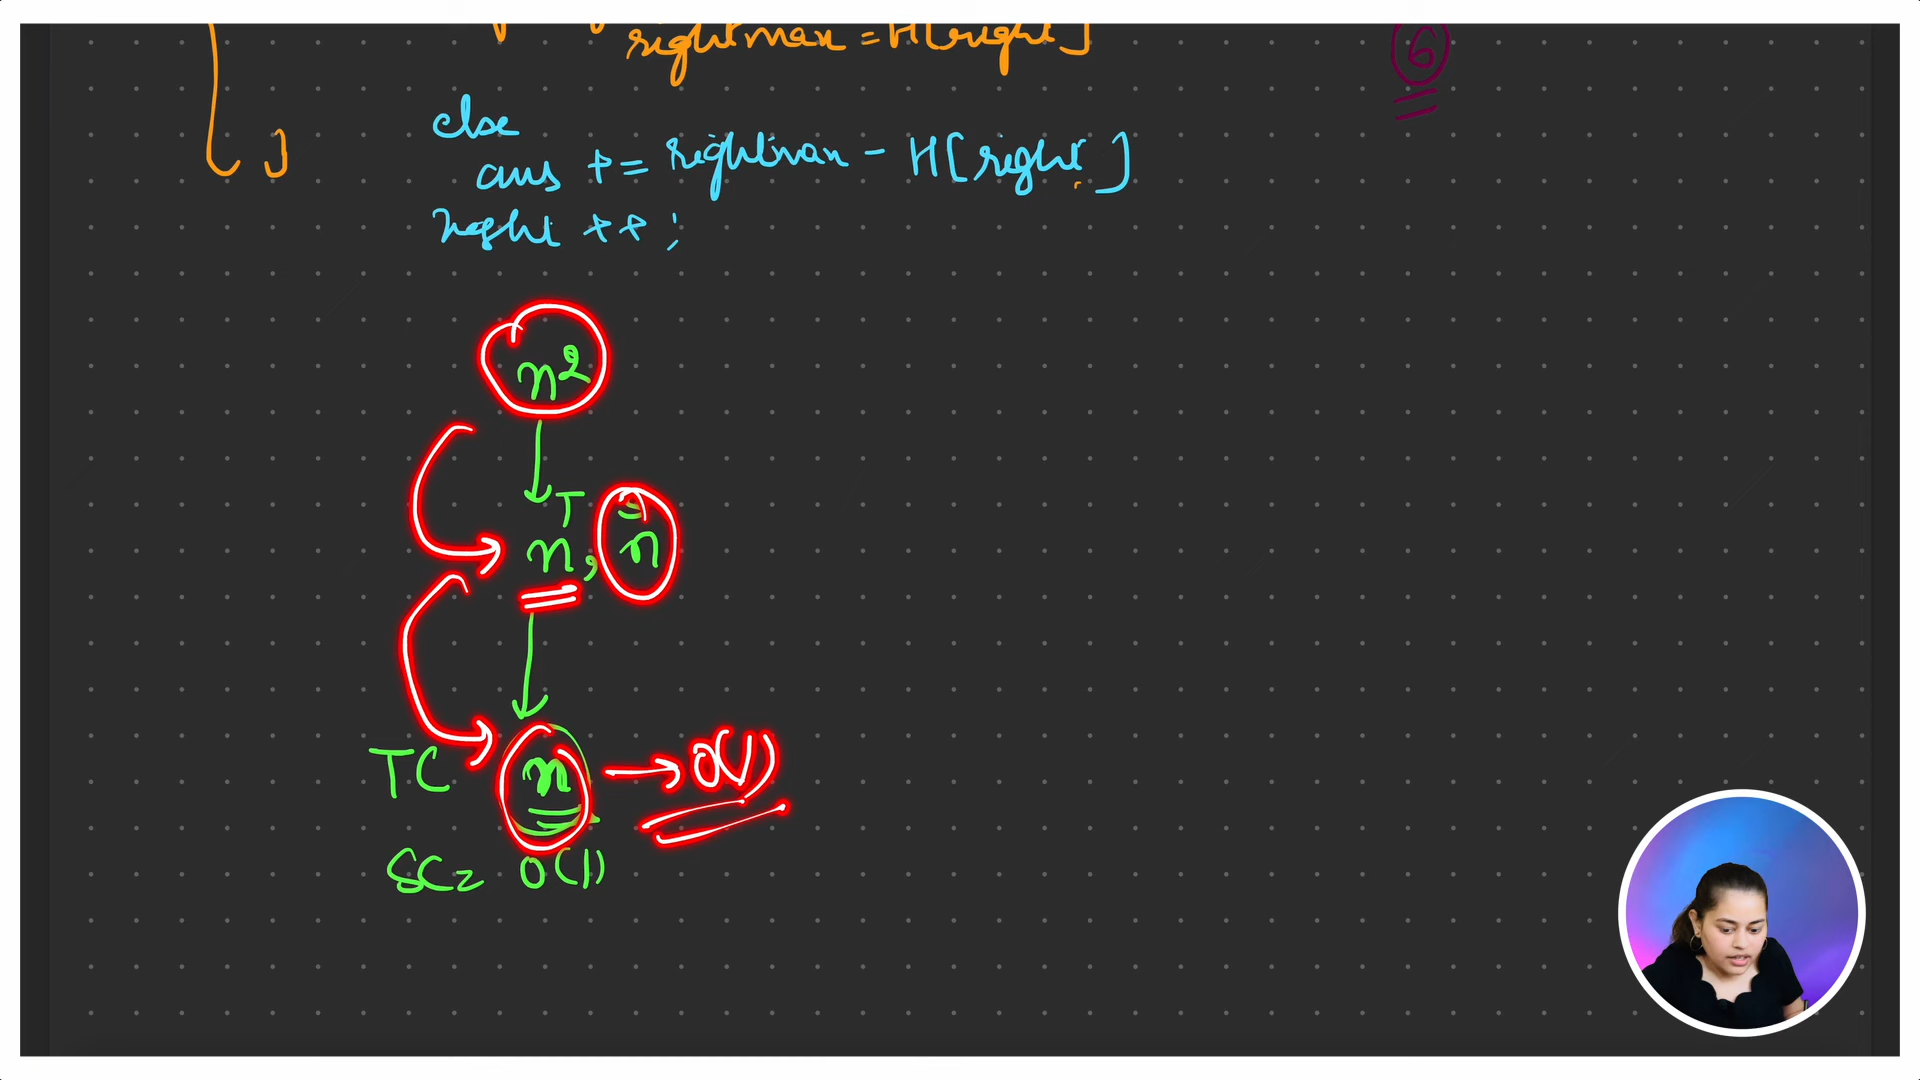 rightmax = H[right]
6
else
ans += rightmax - H[right]
right ++ ;
n²
T S
n, n
TC n → O(1)
SC = O(1)